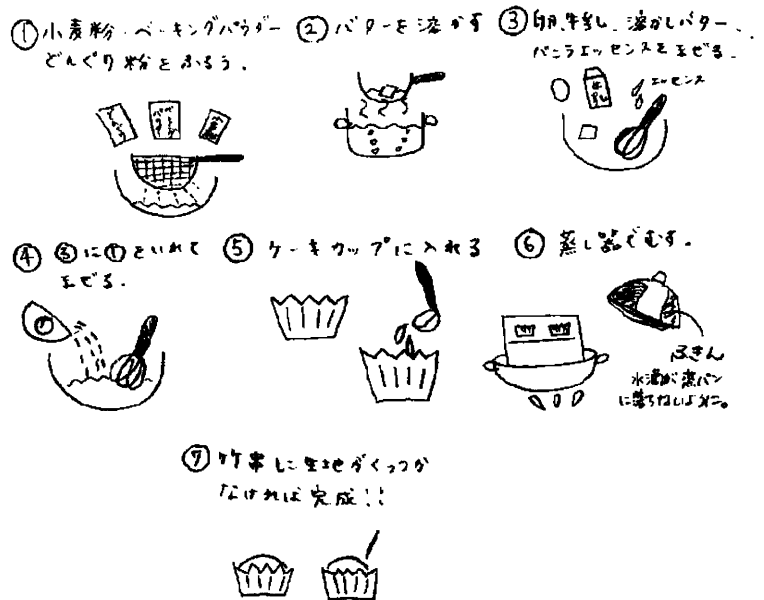 ① 小麦粉・ベーキングパウダー
どんぐり粉をふるう。
② バターを溶かす
③ 卵、牛乳、溶かしバター、
バニラエッセンスをまぜる。
エッセンス
牛乳
④ ③に①をいれて
まぜる。
⑤ ケーキカップに入れる
⑥ 蒸し器でむす。
ふきん
水滴が蒸パン
に落ちないように。
⑦ 竹串に生地がくっつか
なければ完成!!